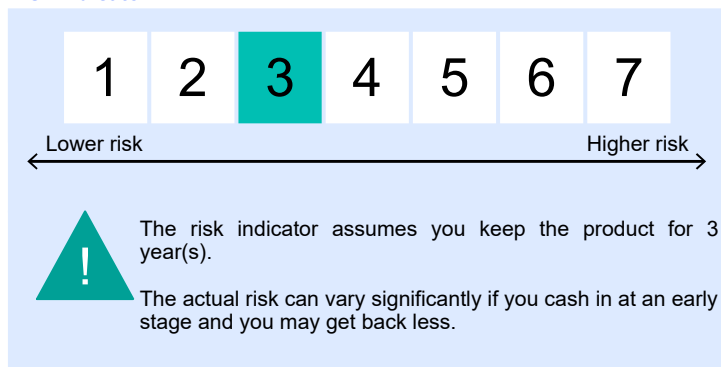 1 2 3 4 5 6 7
Lower risk Higher risk
The risk indicator assumes you keep the product for 3
year(s).
!
The actual risk can vary significantly if you cash in at an early
stage and you may get back less.